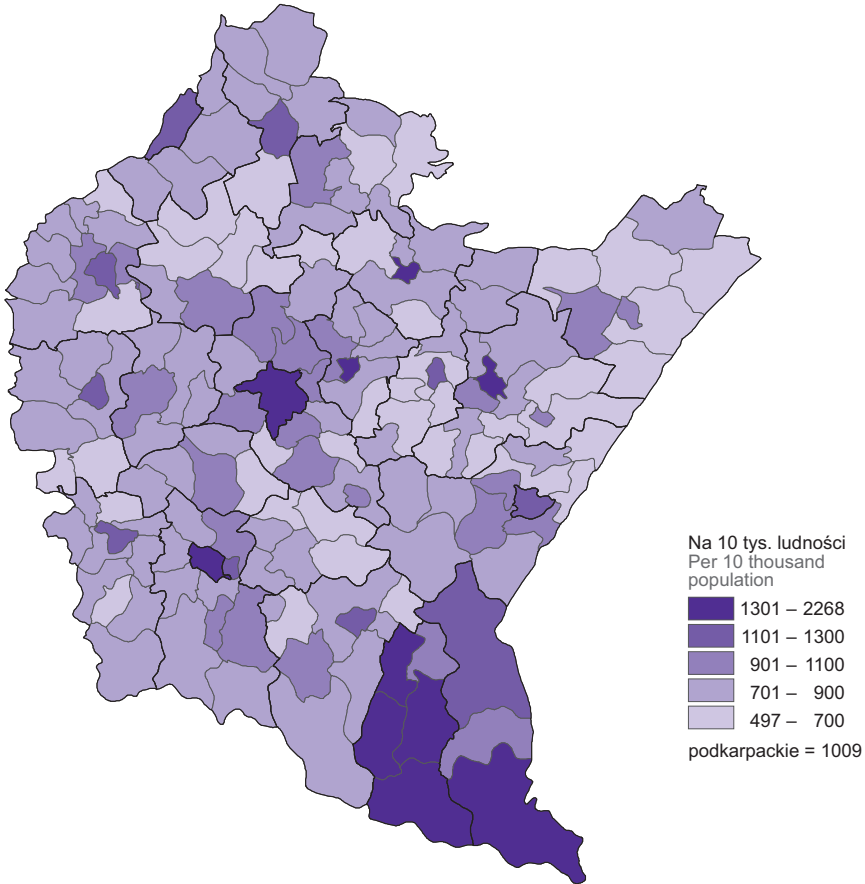 Na 10 tys. ludności
Per 10 thousand
population
1301 – 2268
1101 – 1300
901 – 1100
701 – 900
497 – 700
podkarpackie = 1009